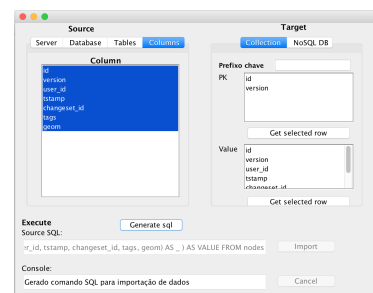 Source
Target
Server Database Tables Columns
Collection NoSQL DB
Column
id
version
user_id
tstamp
changeset_id
tags
geom
Prefixo chave
PK
id
version
Get selected row
Value
id
version
user_id
tstamp
changeset_id
Get selected row
Execute
Generate sql
Source SQL:
er_id, tstamp, changeset_id, tags, geom) AS _ ) AS VALUE FROM nodes
Import
Console:
Gerado comando SQL para importação de dados
Cancel